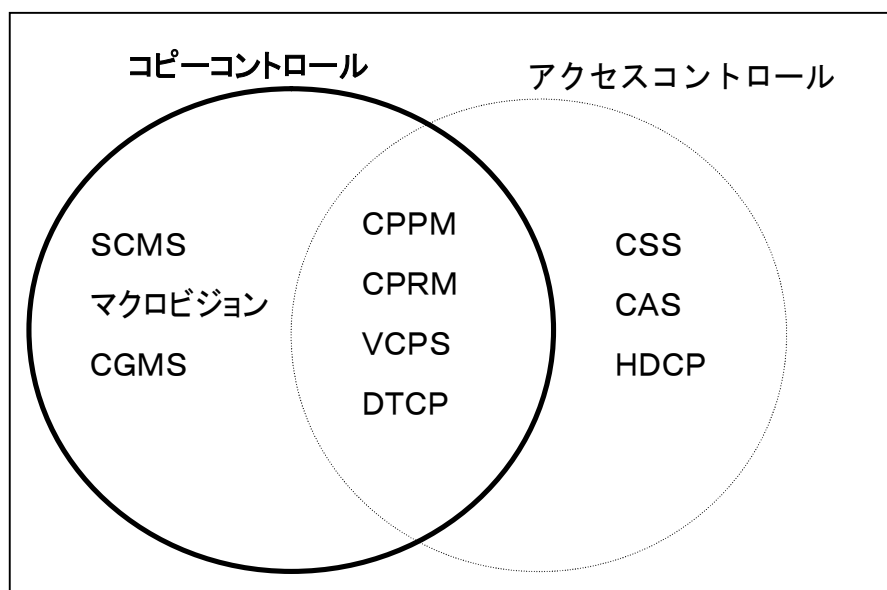 コピーコントロール
アクセスコントロール
SCMS
マクロビジョン
CGMS
CPPM
CPRM
VCPS
DTCP
CSS
CAS
HDCP